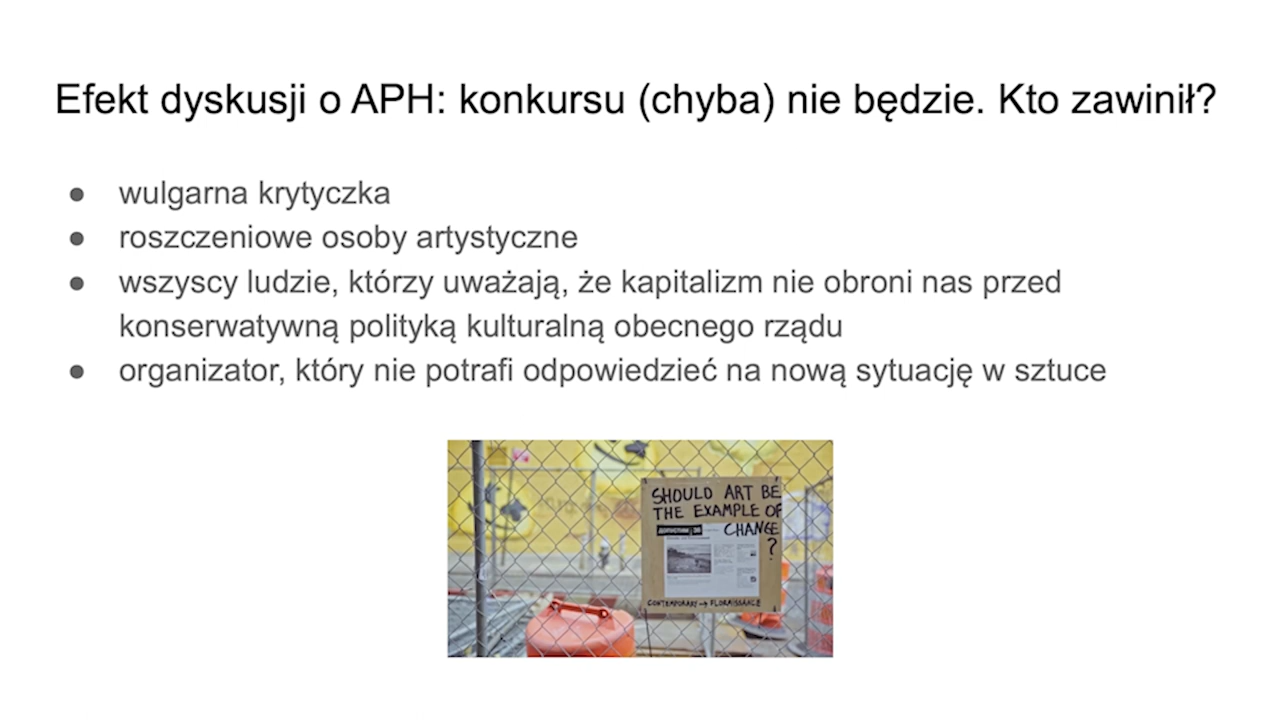 Efekt dyskusji o APH: konkursu (chyba) nie będzie. Kto zawinił?
● wulgarna krytyczka
● roszczeniowe osoby artystyczne
● wszyscy ludzie, którzy uważają, że kapitalizm nie obroni nas przed
konserwatywną polityką kulturalną obecnego rządu
● organizator, który nie potrafi odpowiedzieć na nową sytuację w sztuce
SHOULD ART BE
THE EXAMPLE OF
CHANGE
?
CONTEMPORARY → FLORAISSANCE